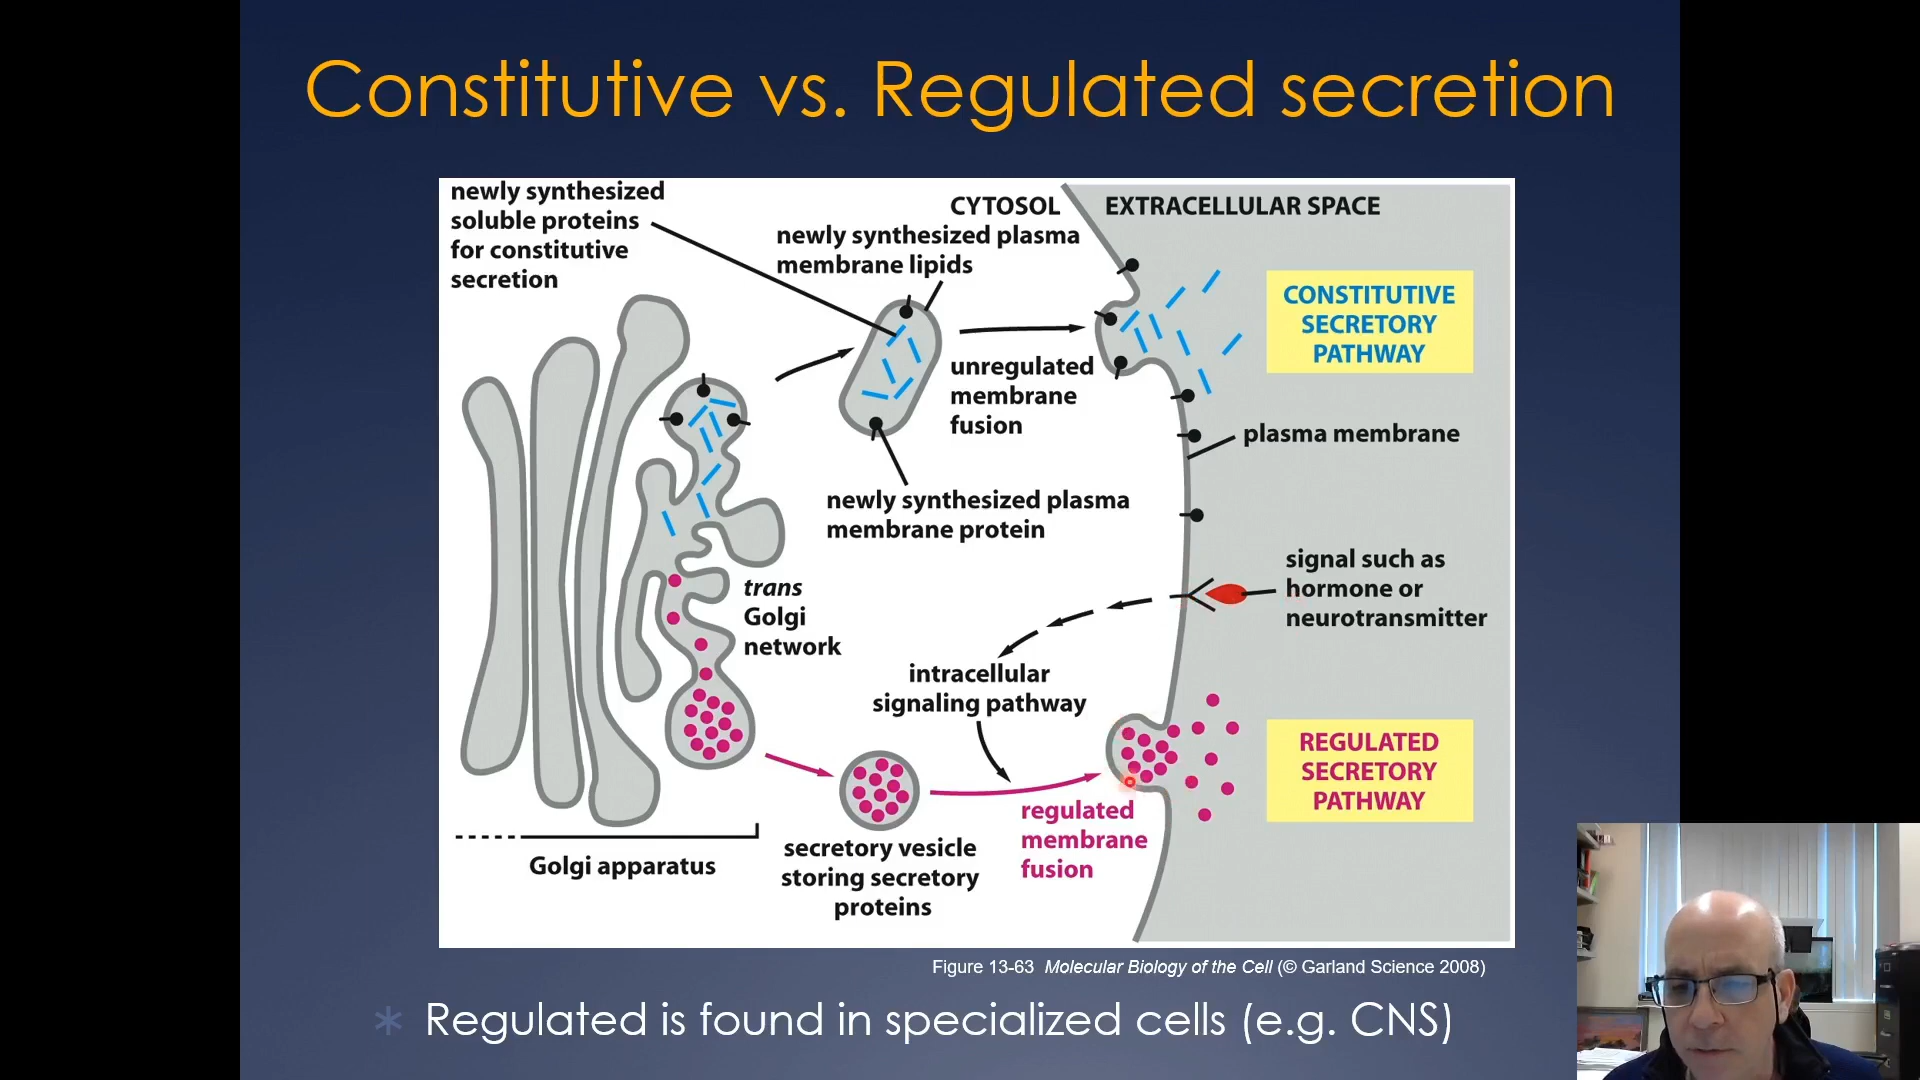 Constitutive vs. Regulated secretion
newly synthesized
soluble proteins
for constitutive
secretion
CYTOSOL
newly synthesized plasma
membrane lipids
EXTRACELLULAR SPACE
CONSTITUTIVE
SECRETORY
PATHWAY
unregulated
membrane
fusion
plasma membrane
newly synthesized plasma
membrane protein
signal such as
hormone or
neurotransmitter
trans
Golgi
network
intracellular
signaling pathway
REGULATED
SECRETORY
PATHWAY
regulated
membrane
fusion
secretory vesicle
storing secretory
proteins
Golgi apparatus
Figure 13-63 Molecular Biology of the Cell (© Garland Science 2008)
* Regulated is found in specialized cells (e.g. CNS)